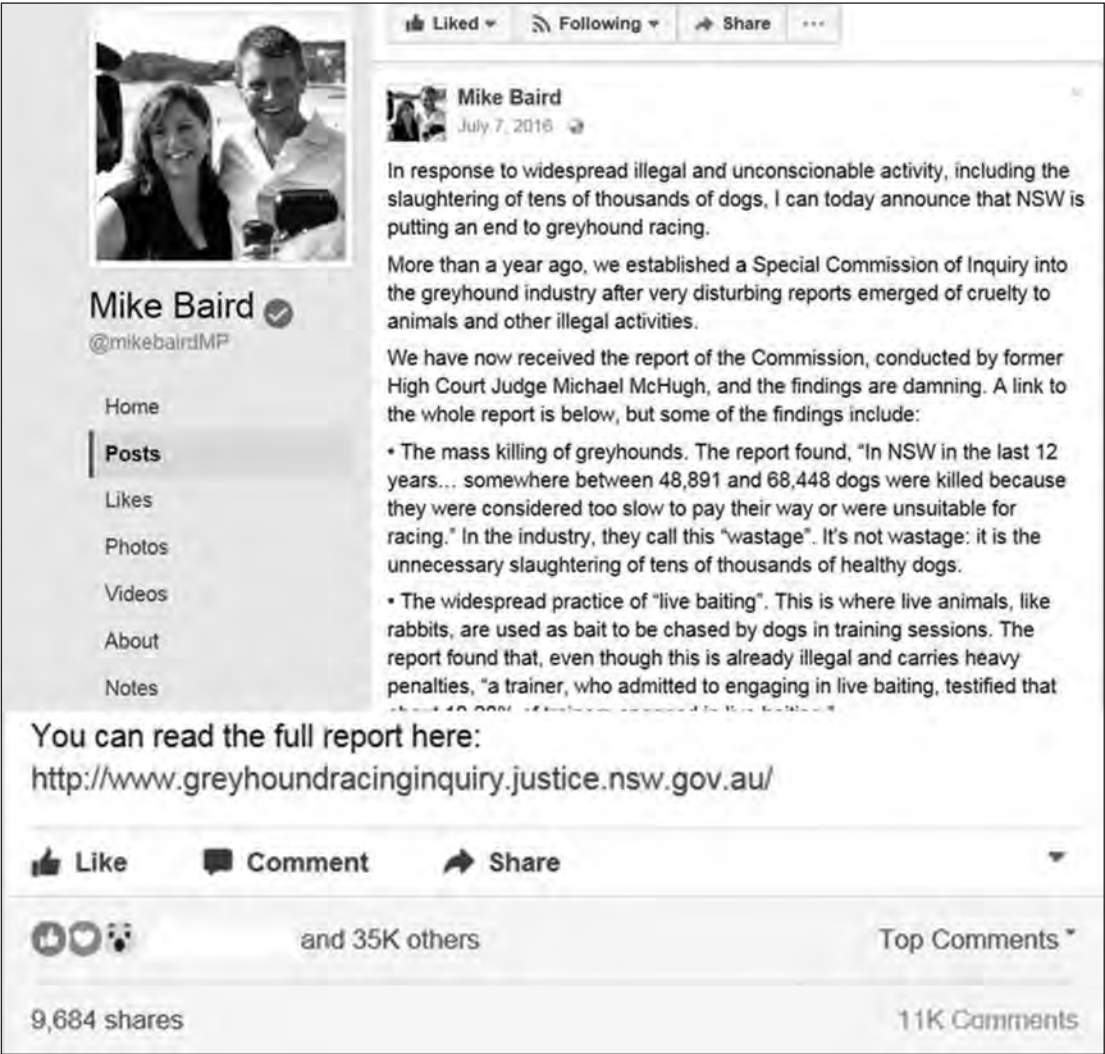 Liked Following Share ...
Mike Baird
July 7, 2016
In response to widespread illegal and unconscionable activity, including the
slaughtering of tens of thousands of dogs, I can today announce that NSW is
putting an end to greyhound racing.
More than a year ago, we established a Special Commission of Inquiry into
the greyhound industry after very disturbing reports emerged of cruelty to
animals and other illegal activities.
We have now received the report of the Commission, conducted by former
High Court Judge Michael McHugh, and the findings are damning. A link to
the whole report is below, but some of the findings include:
• The mass killing of greyhounds. The report found, “In NSW in the last 12
years… somewhere between 48,891 and 68,448 dogs were killed because
they were considered too slow to pay their way or were unsuitable for
racing.” In the industry, they call this “wastage”. It’s not wastage: it is the
unnecessary slaughtering of tens of thousands of healthy dogs.
• The widespread practice of “live baiting”. This is where live animals, like
rabbits, are used as bait to be chased by dogs in training sessions. The
report found that, even though this is already illegal and carries heavy
penalties, “a trainer, who admitted to engaging in live baiting, testified that
Mike Baird
@mikebairdMP
Home
Posts
Likes
Photos
Videos
About
Notes
You can read the full report here:
http://www.greyhoundracinginquiry.justice.nsw.gov.au/
Like Comment Share
and 35K others Top Comments
9,684 shares 11K Comments